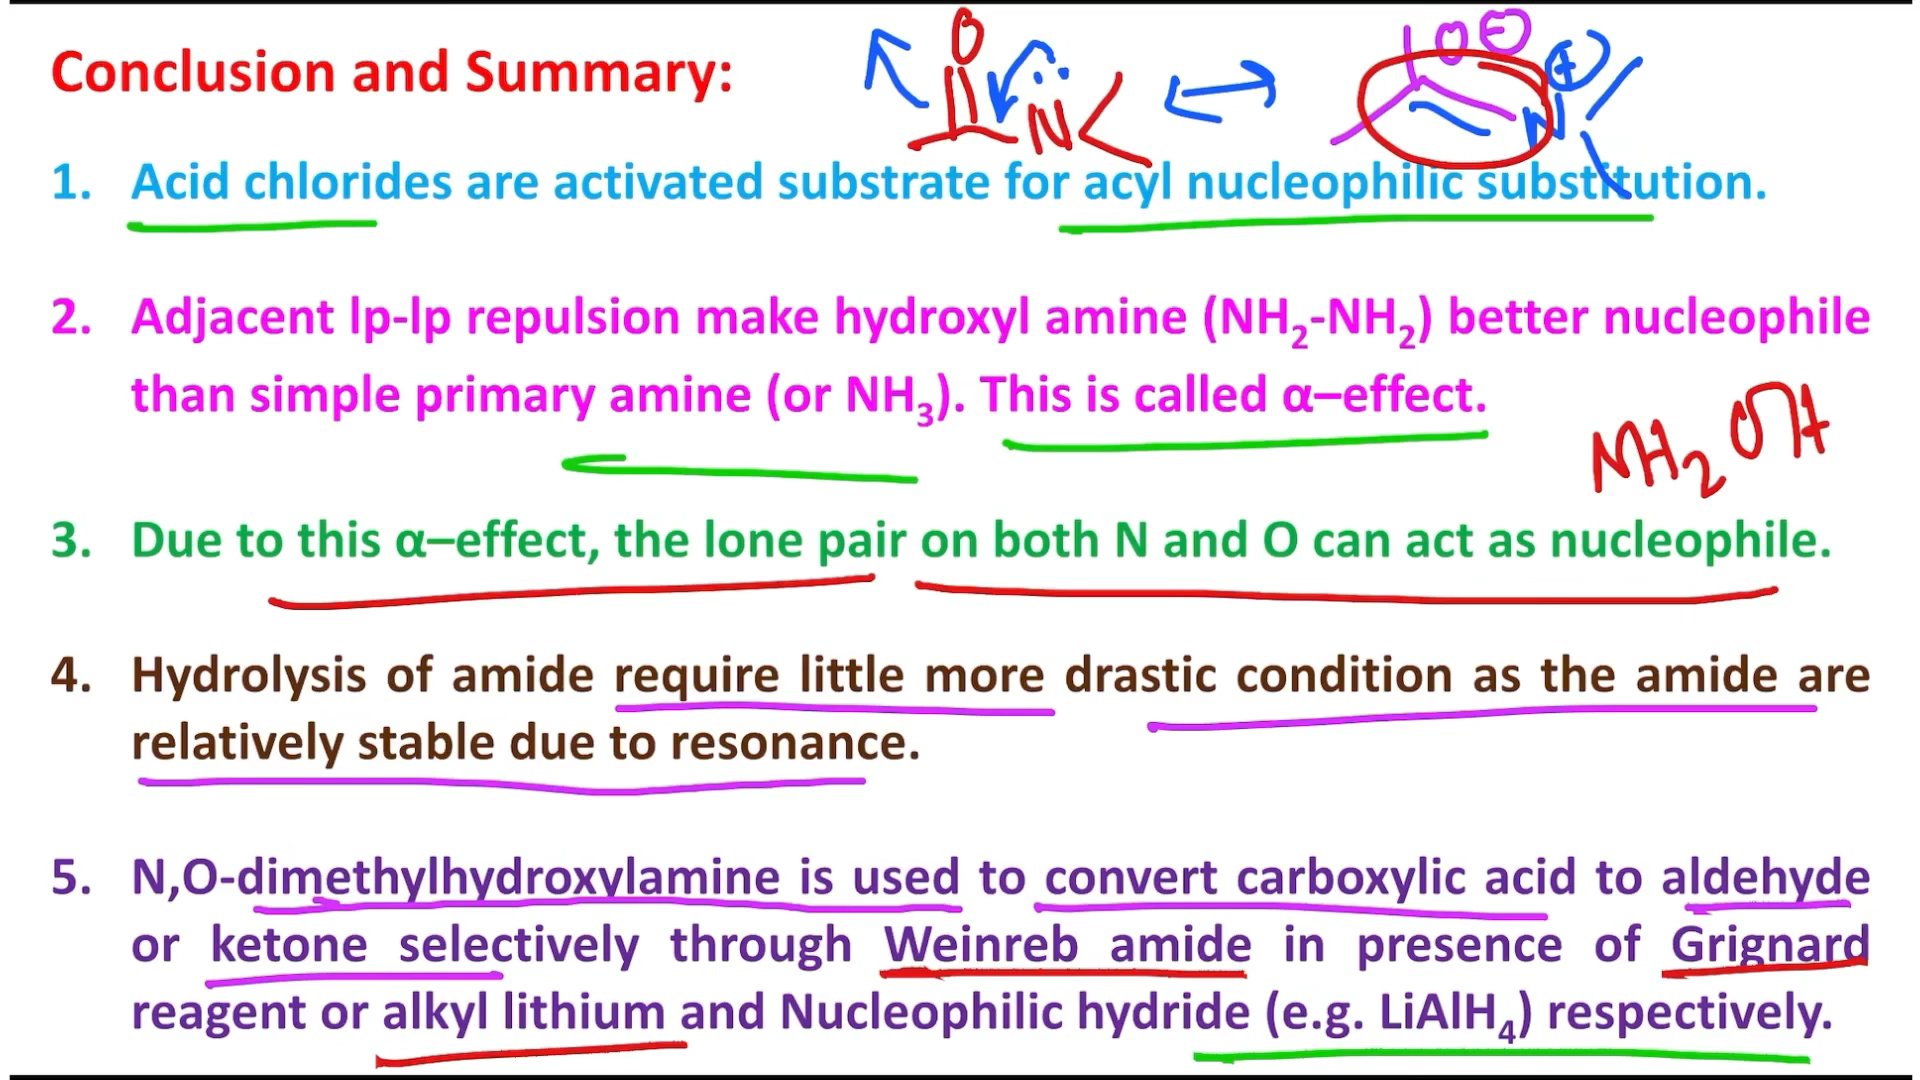 Conclusion and Summary:
O
N
O ⊖
N ⊕
1. Acid chlorides are activated substrate for acyl nucleophilic substitution.
2. Adjacent lp-lp repulsion make hydroxyl amine (NH₂-NH₂) better nucleophile
than simple primary amine (or NH₃). This is called α–effect.
NH₂OH
3. Due to this α–effect, the lone pair on both N and O can act as nucleophile.
4. Hydrolysis of amide require little more drastic condition as the amide are
relatively stable due to resonance.
5. N,O-dimethylhydroxylamine is used to convert carboxylic acid to aldehyde
or ketone selectively through Weinreb amide in presence of Grignard
reagent or alkyl lithium and Nucleophilic hydride (e.g. LiAlH₄) respectively.